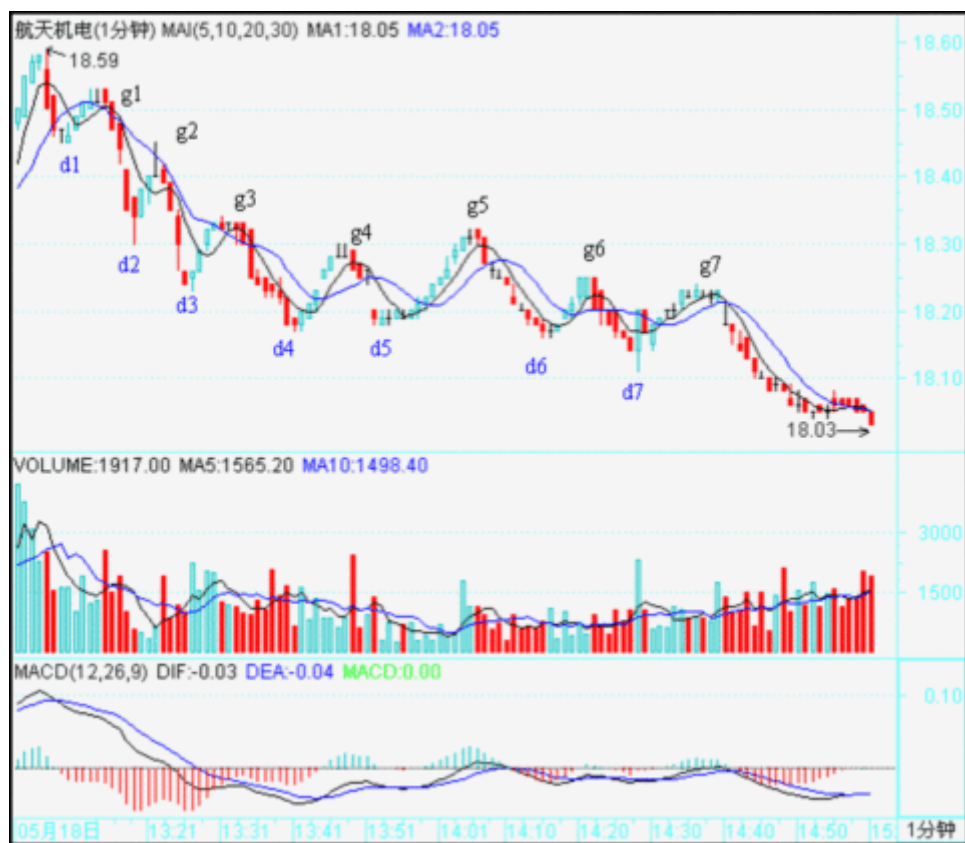 航天机电(1分钟) MAI(5,10,20,30) MA1:18.05 MA2:18.05
18.60
18.59
g1
18.50
g2
d1
18.40
g3
g5
g4
18.30
d2
g6
g7
d3
18.20
d4
d5
d6
d7
18.10
18.03
VOLUME:1917.00 MA5:1565.20 MA10:1498.40
3000
1500
MACD(12,26,9) DIF:-0.03 DEA:-0.04 MACD:0.00
0.10
05月18日 13:21 13:31 13:41 13:51 14:01 14:10 14:20 14:30 14:40 14:50 15: 1分钟